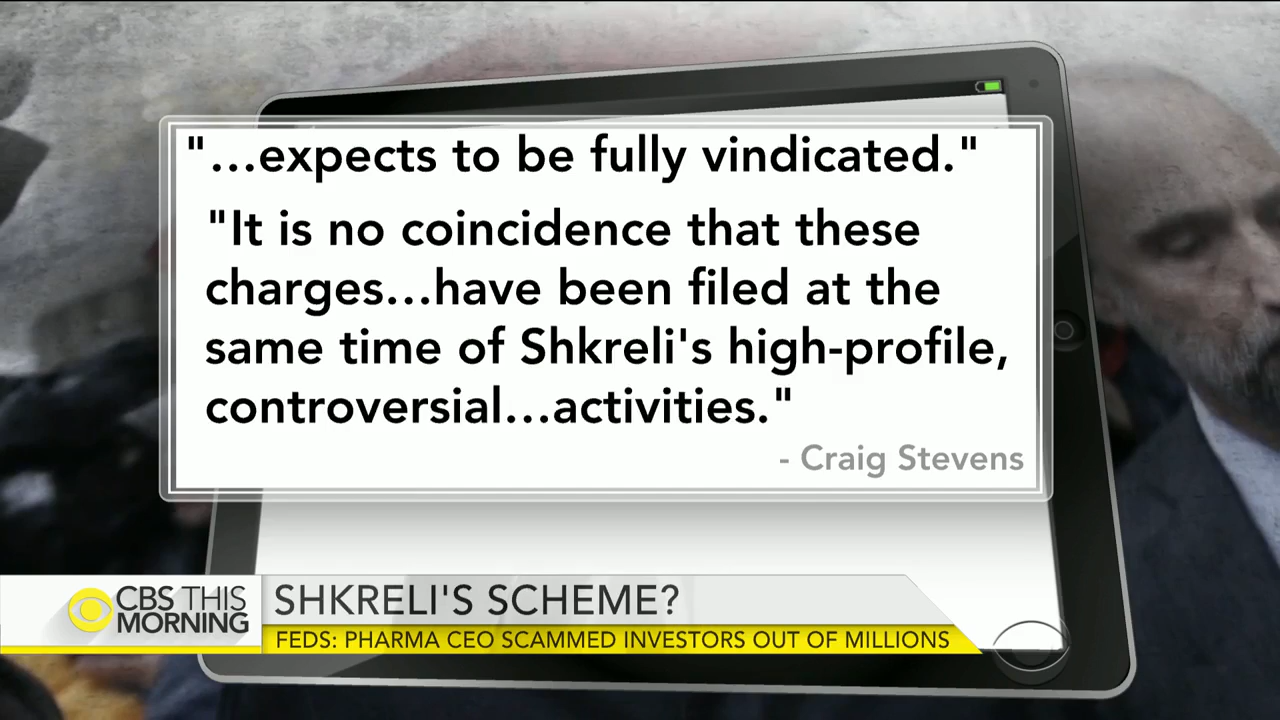 "...expects to be fully vindicated."
"It is no coincidence that these
charges...have been filed at the
same time of Shkreli's high-profile,
controversial...activities."
- Craig Stevens
CBS THIS
MORNING
SHKRELI'S SCHEME?
FEDS: PHARMA CEO SCAMMED INVESTORS OUT OF MILLIONS